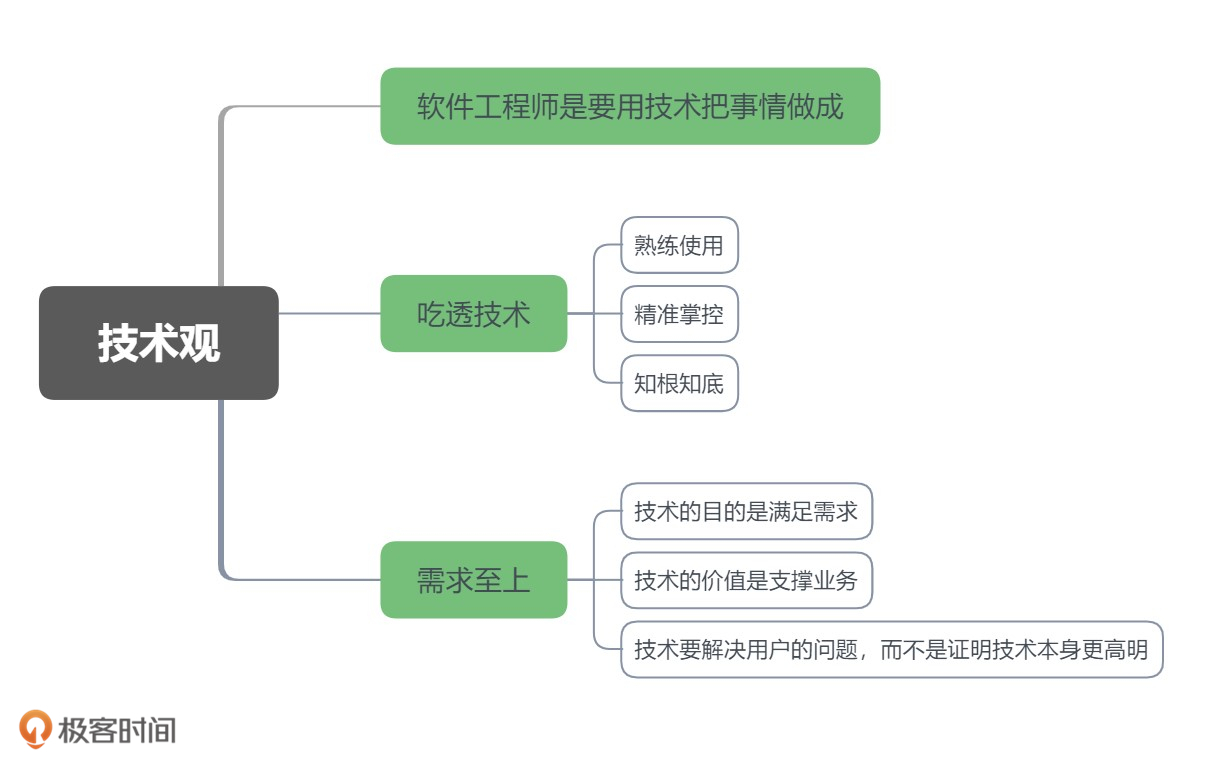 软件工程师是要用技术把事情做成
熟练使用
技术观
吃透技术
精准掌控
知根知底
技术的目的是满足需求
需求至上
技术的价值是支撑业务
技术要解决用户的问题，而不是证明技术本身更高明
极客时间